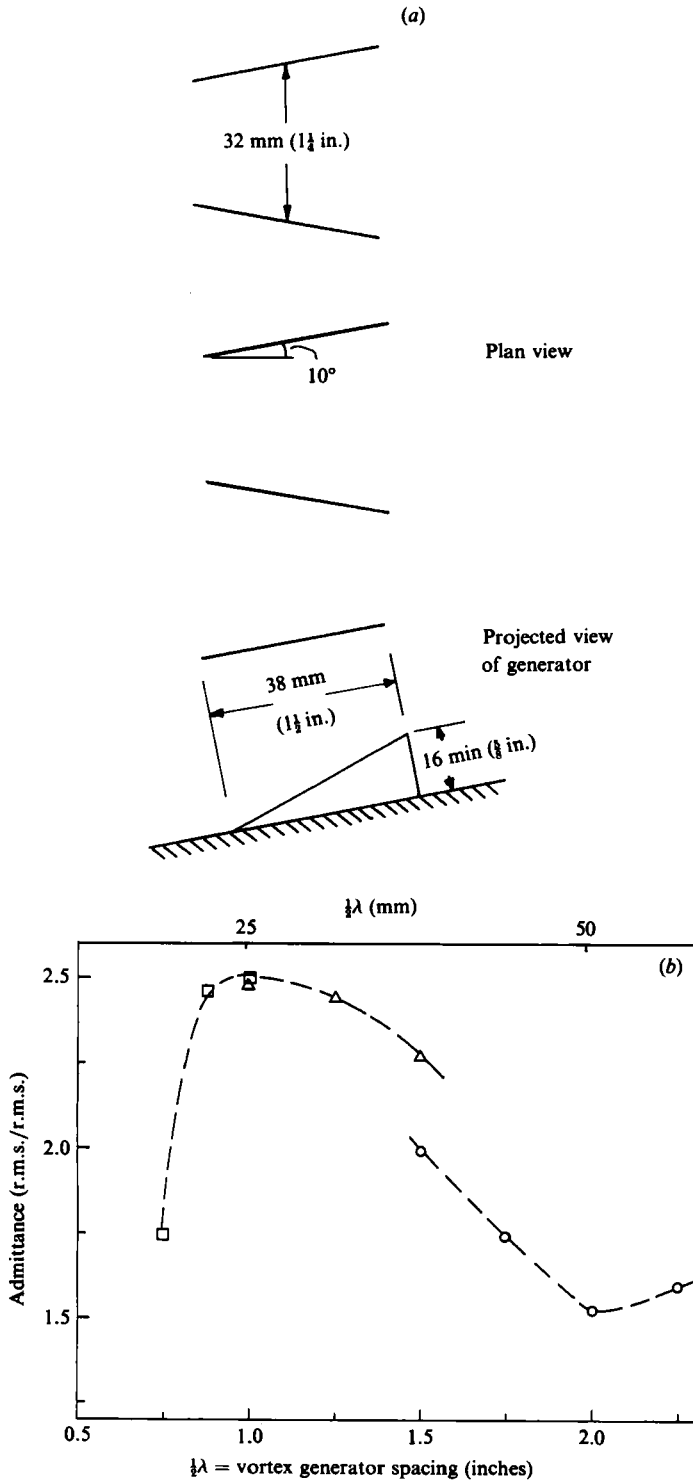 (a)
32 mm (1¼ in.)
Plan view
10°
Projected view
of generator
38 mm
(1½ in.)
16 min (⅝ in.)
½λ (mm)
25
50
(b)
2.5
2.0
1.5
Admittance (r.m.s./r.m.s.)
0.5
1.0
1.5
2.0
½λ = vortex generator spacing (inches)